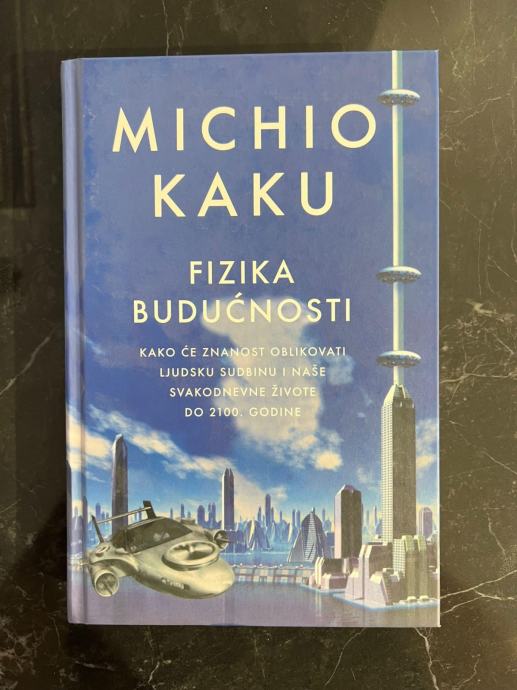 MICHIO
KAKU
FIZIKA
BUDUĆNOSTI
KAKO ĆE ZNANOST OBLIKOVATI
LJUDSKU SUDBINU I NAŠE
SVAKODNEVNE ŽIVOTE
DO 2100. GODINE